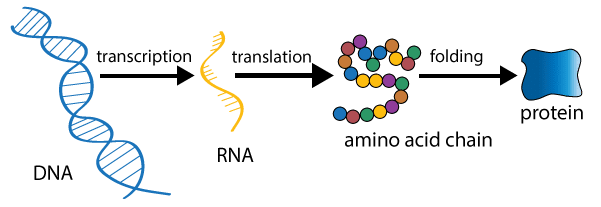 transcription
translation
folding
DNA
RNA
amino acid chain
protein